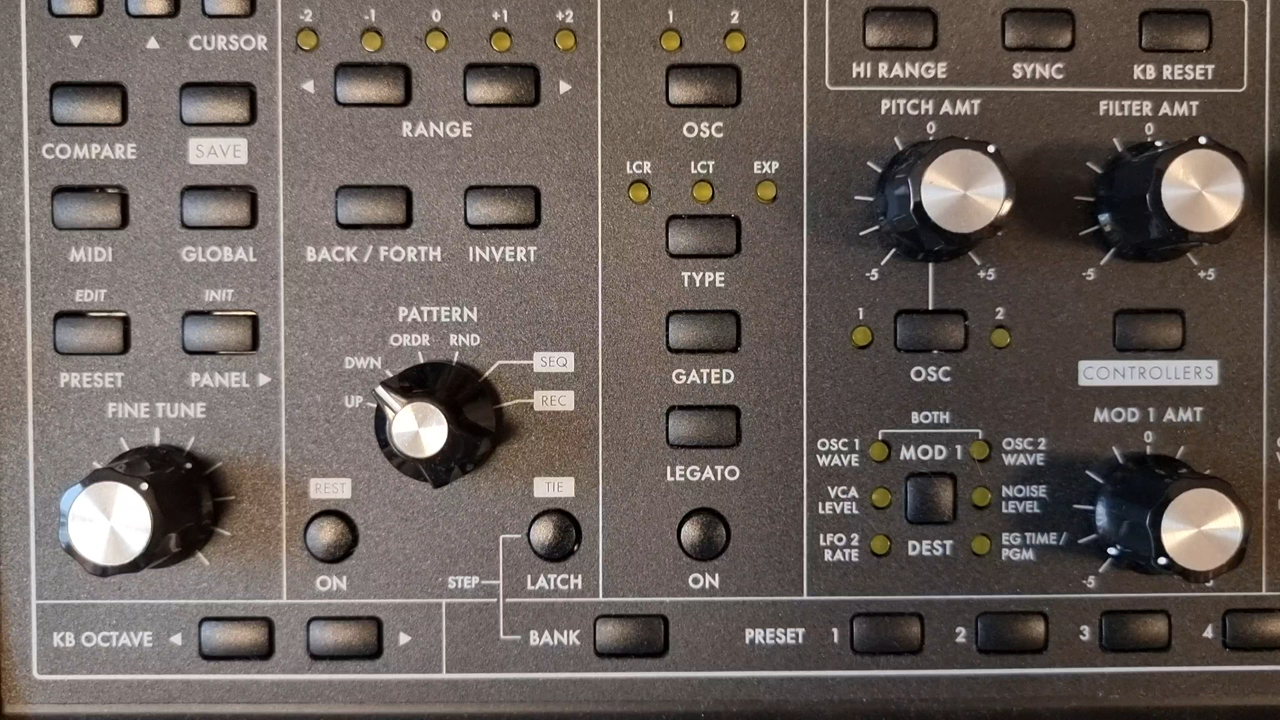 ▼ ▲ CURSOR
COMPARE SAVE
MIDI GLOBAL
EDIT INIT
PRESET PANEL ▶
FINE TUNE
-2 -1 0 +1 +2
◀ ▶
RANGE
BACK / FORTH INVERT
PATTERN
ORDR RND
DWN SEQ
UP REC
REST TIE
ON LATCH
STEP
1 2
OSC
LCR LCT EXP
TYPE
GATED
LEGATO
ON
HI RANGE SYNC KB RESET
PITCH AMT FILTER AMT
0 0
-5 +5 -5 +5
1 2
OSC CONTROLLERS
BOTH MOD 1 AMT
OSC 1 WAVE MOD 1 OSC 2 WAVE
0
VCA LEVEL NOISE LEVEL
LFO 2 RATE DEST EG TIME / PGM
-5
KB OCTAVE ◀ ▶ BANK PRESET 1 2 3 4